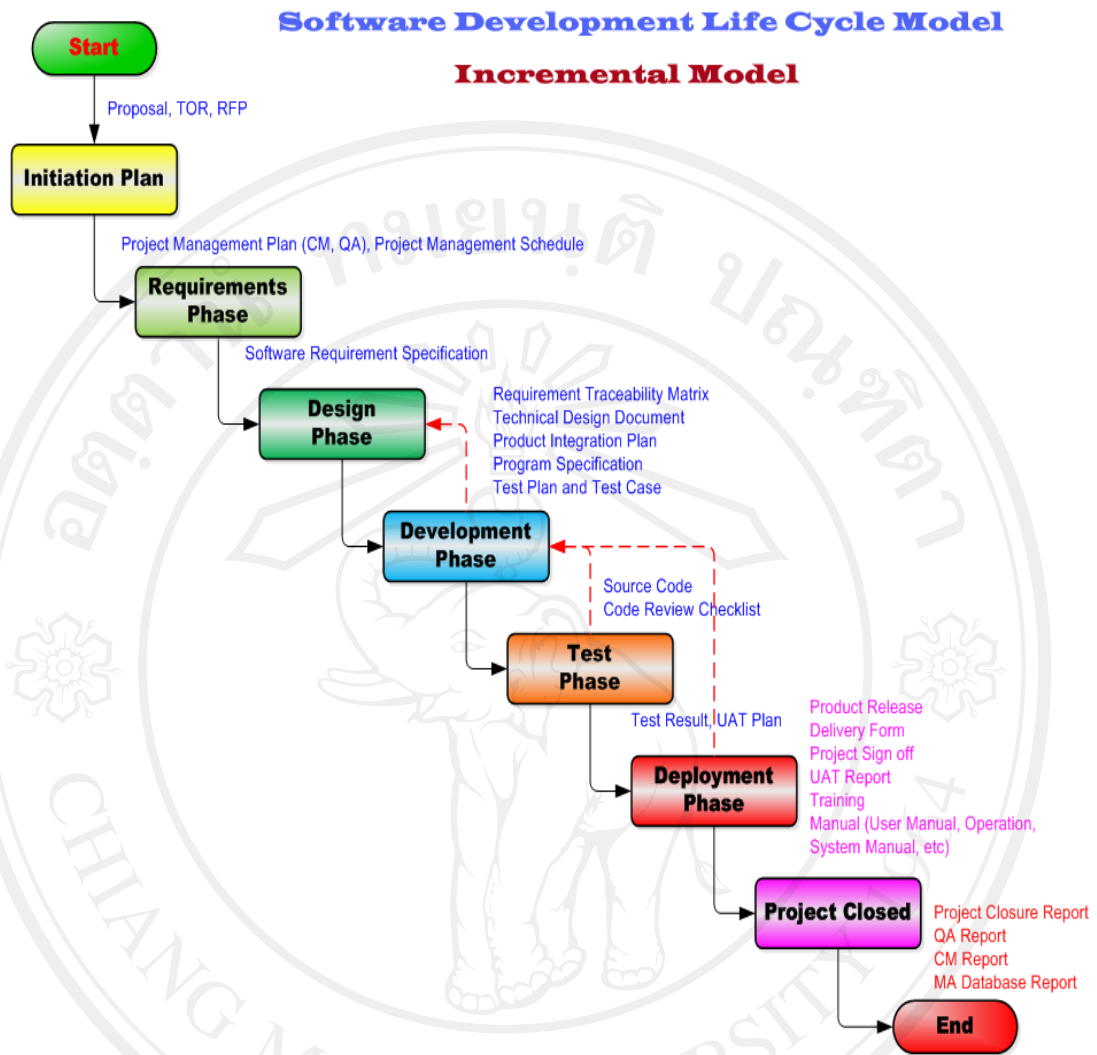 Software Development Life Cycle Model
Incremental Model
Start
Proposal, TOR, RFP
Initiation Plan
Project Management Plan (CM, QA), Project Management Schedule
Requirements
Phase
Software Requirement Specification
Design
Phase
Requirement Traceability Matrix
Technical Design Document
Product Integration Plan
Program Specification
Test Plan and Test Case
Development
Phase
Source Code
Code Review Checklist
Test
Phase
Test Result, UAT Plan
Deployment
Phase
Product Release
Delivery Form
Project Sign off
UAT Report
Training
Manual (User Manual, Operation,
System Manual, etc)
Project Closed
Project Closure Report
QA Report
CM Report
MA Database Report
End
CHIANG